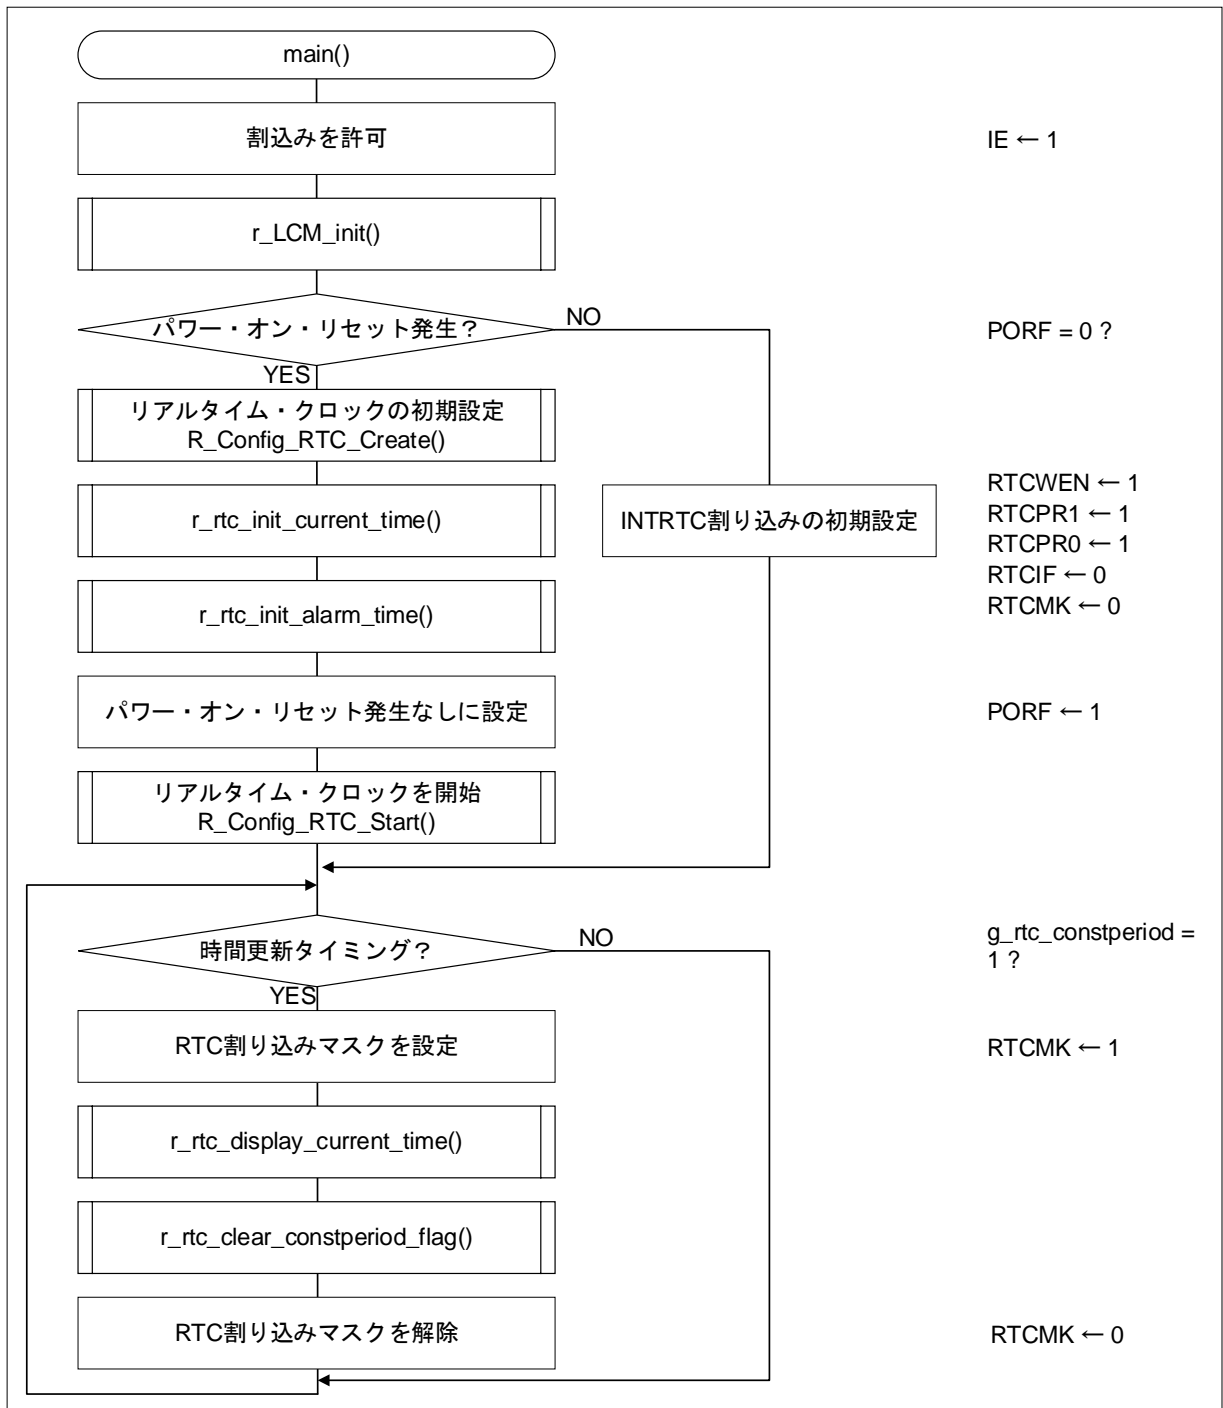 main()
割込みを許可
IE ← 1
r_LCM_init()
パワー・オン・リセット発生？
NO
PORF = 0 ?
YES
リアルタイム・クロックの初期設定
R_Config_RTC_Create()
r_rtc_init_current_time()
INTRTC割り込みの初期設定
RTCWEN ← 1
RTCPR1 ← 1
RTCPR0 ← 1
RTCIF ← 0
RTCMK ← 0
r_rtc_init_alarm_time()
パワー・オン・リセット発生なしに設定
PORF ← 1
リアルタイム・クロックを開始
R_Config_RTC_Start()
時間更新タイミング？
NO
g_rtc_constperiod =
1 ?
YES
RTC割り込みマスクを設定
RTCMK ← 1
r_rtc_display_current_time()
r_rtc_clear_constperiod_flag()
RTC割り込みマスクを解除
RTCMK ← 0